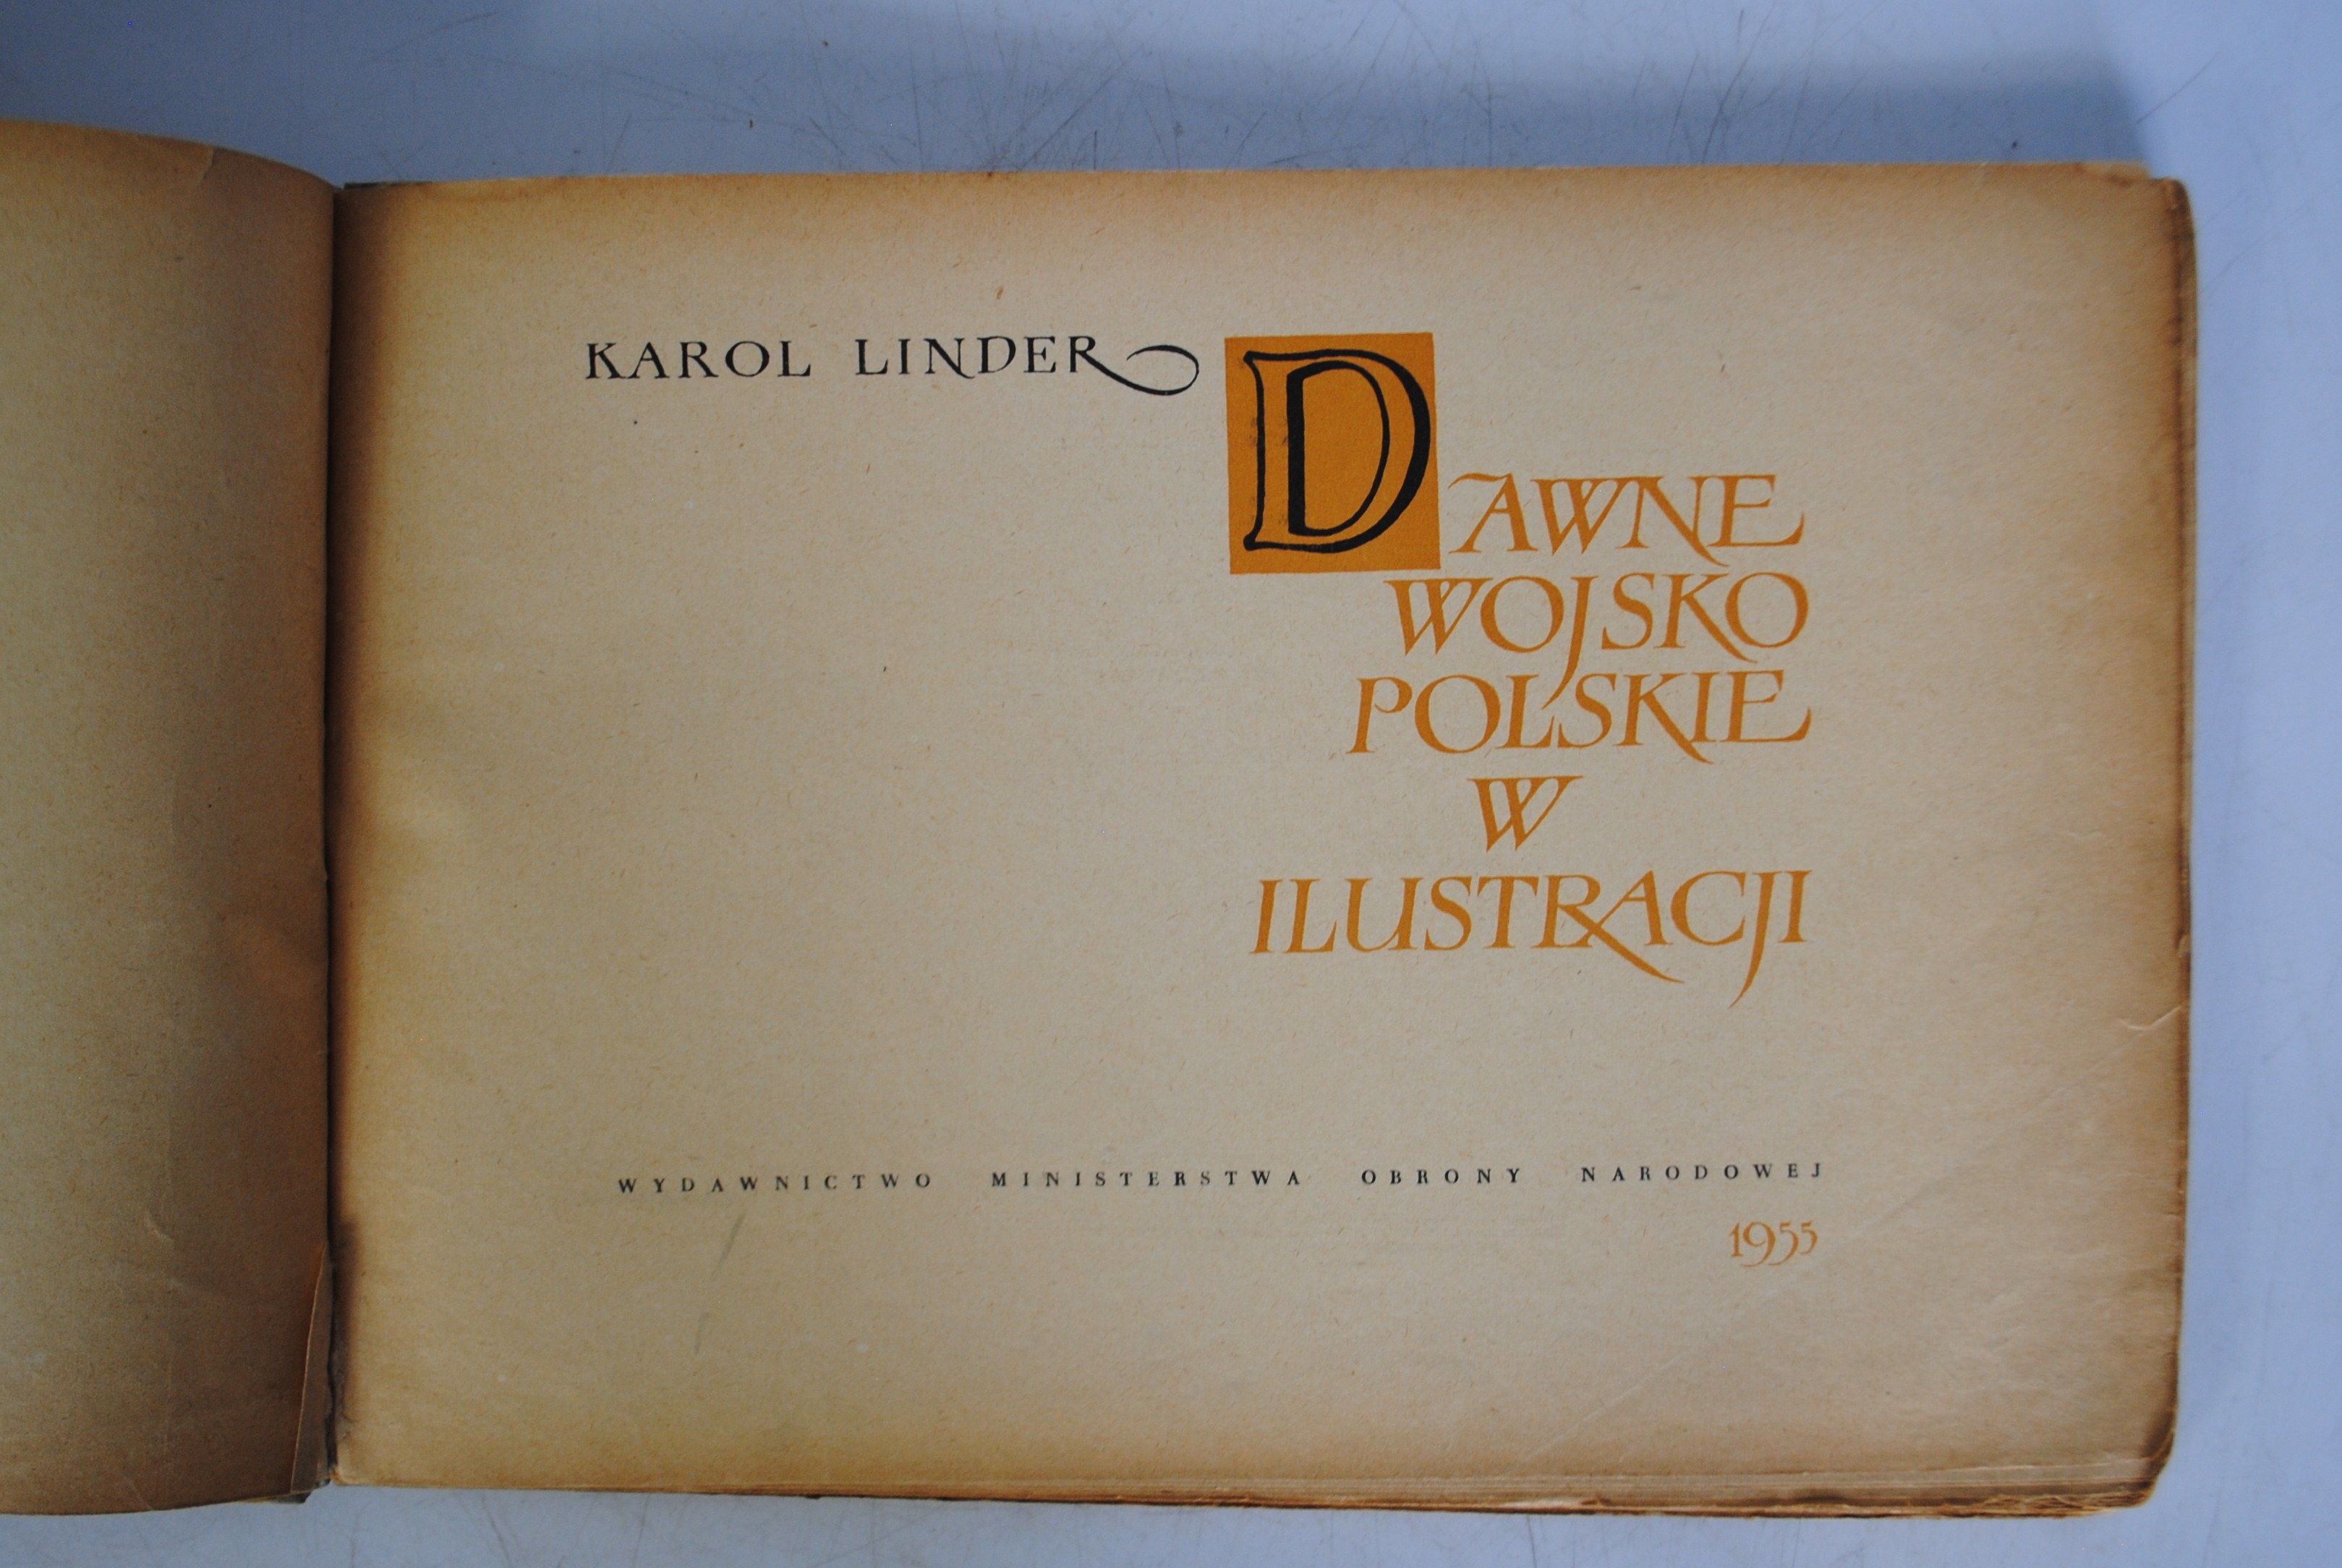 KAROL LINDER
DAWNE
WOJSKO
POLSKIE
W
ILUSTRACJI
WYDAWNICTWO MINISTERSTWA OBRONY NARODOWEJ
1955